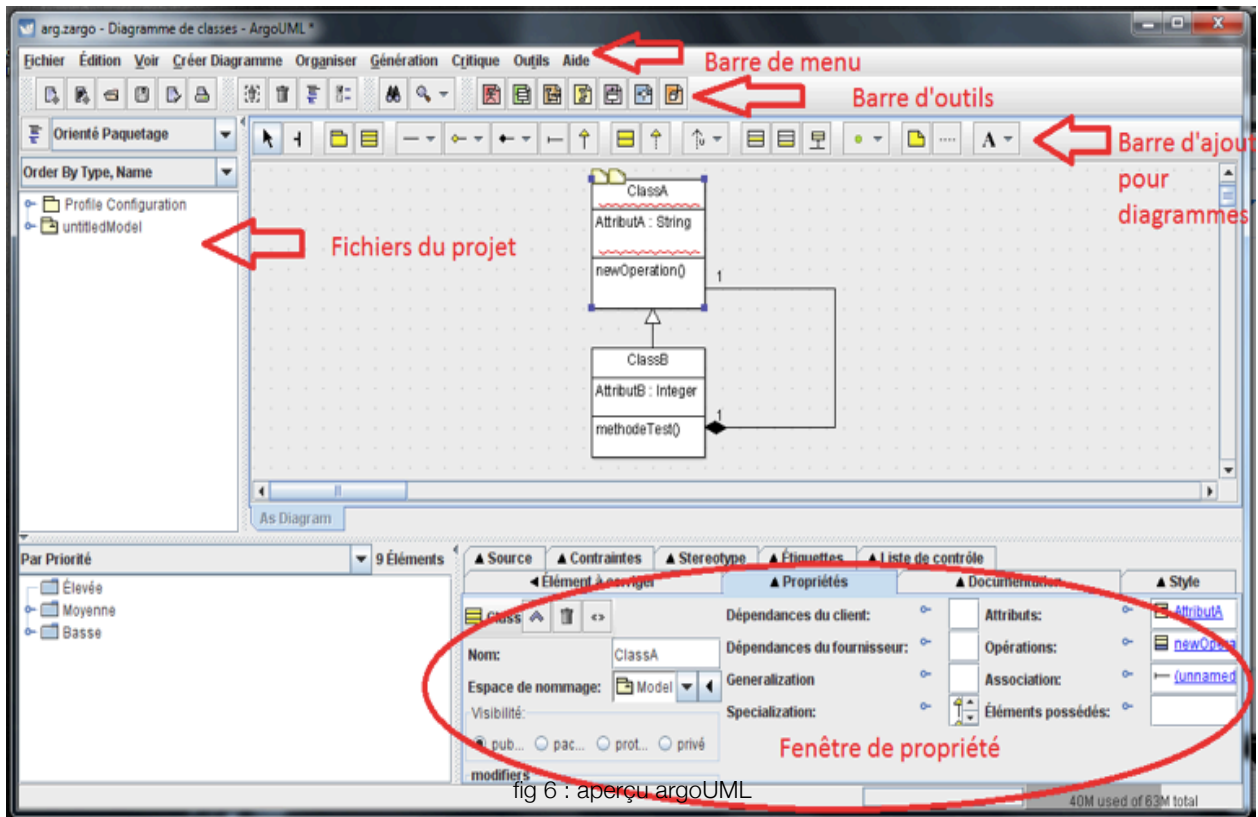 arg.zargo - Diagramme de classes - ArgoUML *
Fichier Édition Voir Créer Diagramme Organiser Génération Critique Outils Aide
Barre de menu
Barre d'outils
Orienté Paquetage
A
Barre d'ajout
pour
diagrammes
Order By Type, Name
Profile Configuration
untitledModel
Fichiers du projet
ClassA
AttributA : String
newOperation()
1
ClassB
AttributB : Integer
methodeTest()
1
As Diagram
Par Priorité
9 Éléments
Élevée
Moyenne
Basse
Source Contraintes Stereotype Étiquettes Liste de contrôle
Élément à corriger Propriétés Documentation Style
Class
Nom: ClassA
Espace de nommage: Model
Visibilité:
pub... pac... prot... privé
modifiers
Dépendances du client:
Dépendances du fournisseur:
Generalization
Specialization:
Attributs: AttributA
Opérations: newOpera
Association: (unnamed
Éléments possédés:
Fenêtre de propriété
fig 6 : aperçu argoUML
40M used of 63M total